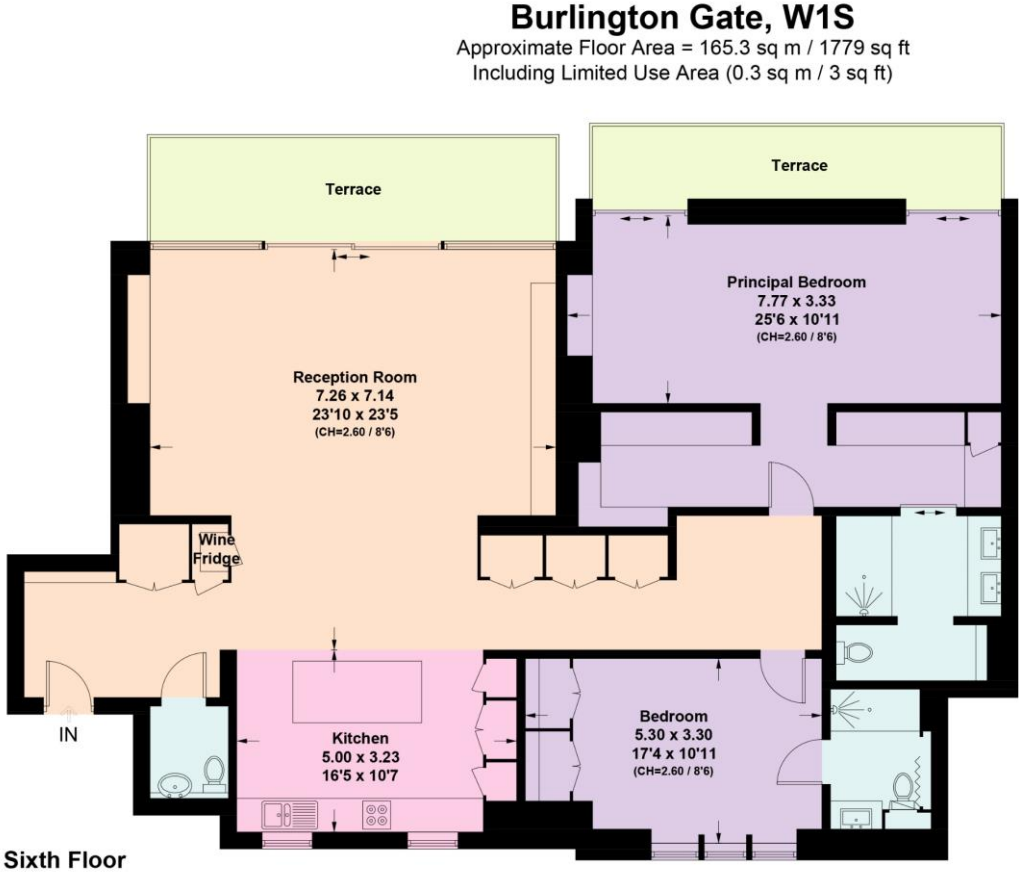 Burlington Gate, W1S
Approximate Floor Area = 165.3 sq m / 1779 sq ft
Including Limited Use Area (0.3 sq m / 3 sq ft)
Terrace
Terrace
Principal Bedroom
7.77 x 3.33
25'6 x 10'11
(CH=2.60 / 8'6)
Reception Room
7.26 x 7.14
23'10 x 23'5
(CH=2.60 / 8'6)
Wine
Fridge
IN
Kitchen
5.00 x 3.23
16'5 x 10'7
Bedroom
5.30 x 3.30
17'4 x 10'11
(CH=2.60 / 8'6)
Sixth Floor